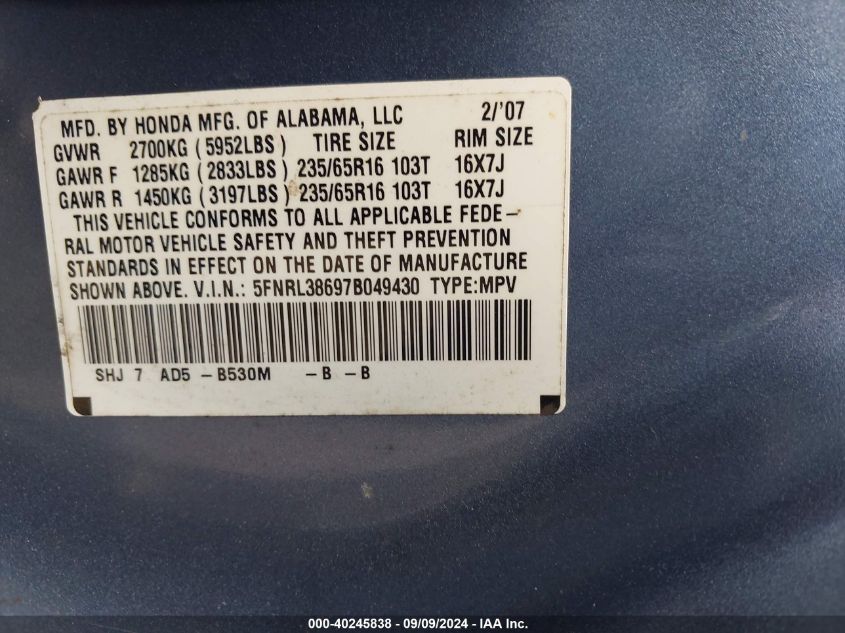 MFD. BY HONDA MFG. OF ALABAMA, LLC 2/'07
GVWR 2700KG (5952LBS) TIRE SIZE RIM SIZE
GAWR F 1285KG (2833LBS) 235/65R16 103T 16X7J
GAWR R 1450KG (3197LBS) 235/65R16 103T 16X7J
THIS VEHICLE CONFORMS TO ALL APPLICABLE FEDE-
RAL MOTOR VEHICLE SAFETY AND THEFT PREVENTION
STANDARDS IN EFFECT ON THE DATE OF MANUFACTURE
SHOWN ABOVE. V.I.N.: 5FNRL38697B049430 TYPE:MPV
SHJ 7 AD5 -B530M -B -B
000-40245838 - 09/09/2024 - IAA Inc.